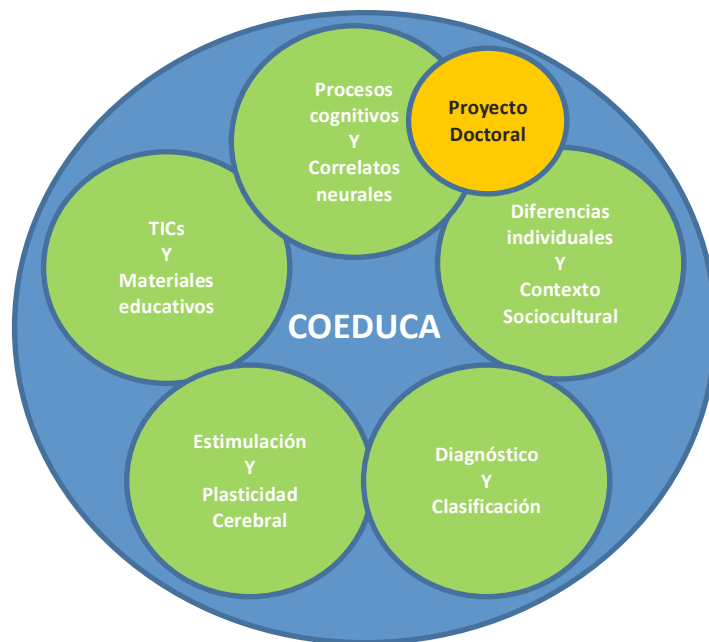 Procesos
cognitivos
Y
Correlatos
neurales
Proyecto
Doctoral
TICs
Y
Materiales
educativos
Diferencias
individuales
Y
Contexto
Sociocultural
COEDUCA
Estimulación
Y
Plasticidad
Cerebral
Diagnóstico
Y
Clasificación